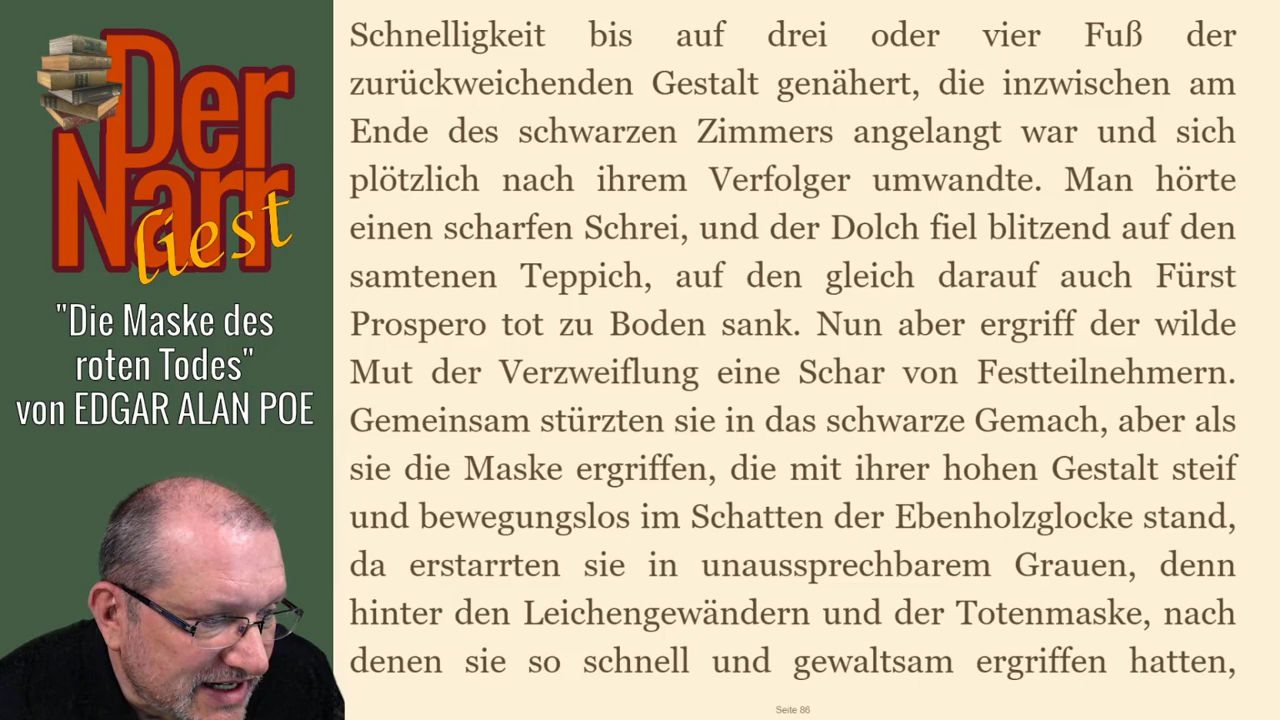 Der
Narr
liest
"Die Maske des
roten Todes"
von EDGAR ALAN POE
Schnelligkeit bis auf drei oder vier Fuß der
zurückweichenden Gestalt genähert, die inzwischen am
Ende des schwarzen Zimmers angelangt war und sich
plötzlich nach ihrem Verfolger umwandte. Man hörte
einen scharfen Schrei, und der Dolch fiel blitzend auf den
samtenen Teppich, auf den gleich darauf auch Fürst
Prospero tot zu Boden sank. Nun aber ergriff der wilde
Mut der Verzweiflung eine Schar von Festteilnehmern.
Gemeinsam stürzten sie in das schwarze Gemach, aber als
sie die Maske ergriffen, die mit ihrer hohen Gestalt steif
und bewegungslos im Schatten der Ebenholzglocke stand,
da erstarrten sie in unaussprechbarem Grauen, denn
hinter den Leichengewändern und der Totenmaske, nach
denen sie so schnell und gewaltsam ergriffen hatten,
Seite 86